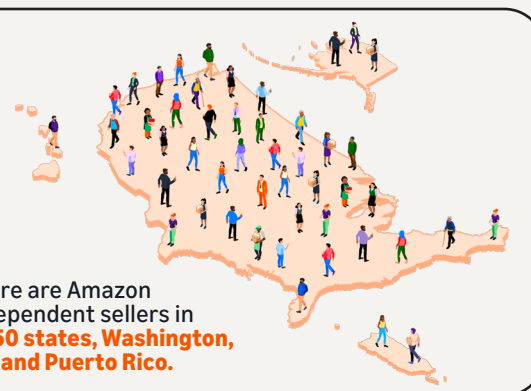 re are Amazon
ependent sellers in
50 states, Washington,
and Puerto Rico.